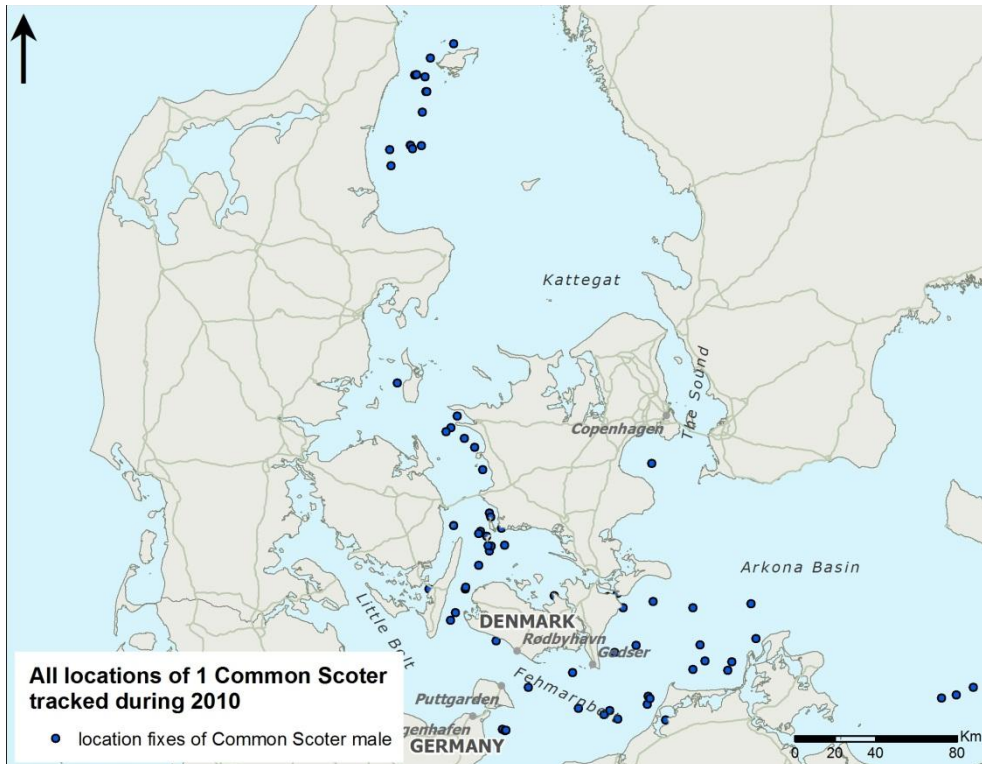 Kattegat
The Sound
Copenhagen
Arkona Basin
Little Belt
DENMARK
Rødbyhavn
Gedser
Fehmarnbelt
Puttgarden
genhafen
GERMANY
All locations of 1 Common Scoter
tracked during 2010
location fixes of Common Scoter male
Km
0 20 40 80